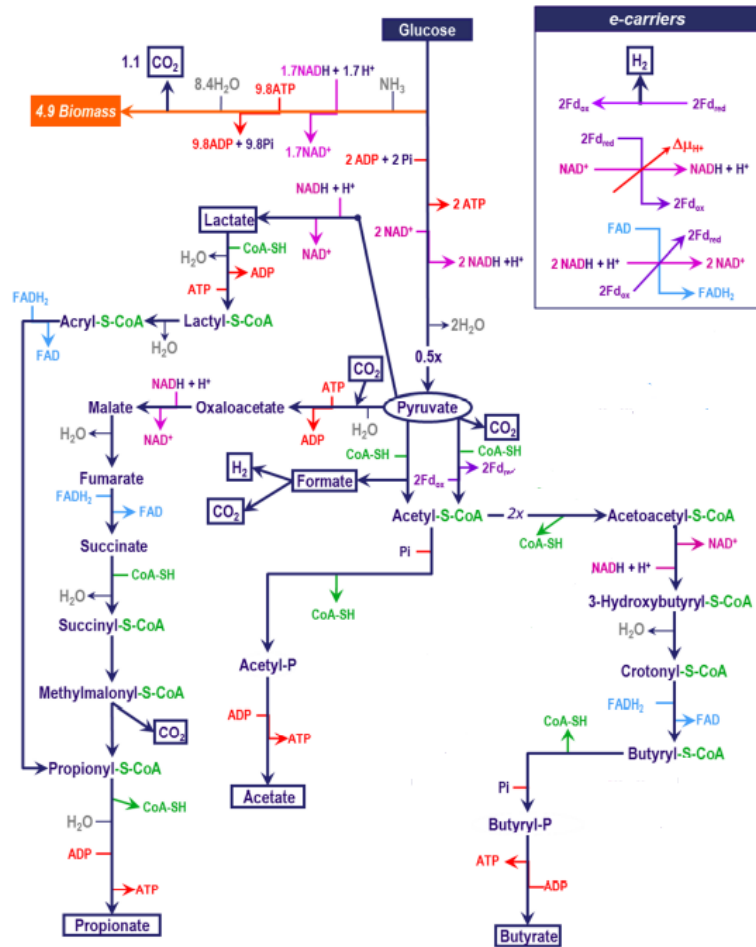 Glucose
e-carriers
1.1 CO₂
8.4H₂O
9.8ATP
1.7NADH + 1.7 H⁺
NH₃
4.9 Biomass
9.8ADP + 9.8Pi
1.7NAD⁺
H₂
2Fdox
2Fdred
2Fdred
ΔμH⁺
NAD⁺
NADH + H⁺
2Fdox
FAD
2Fdred
2 NADH + H⁺
2 NAD⁺
2Fdox
FADH₂
2 ADP + 2 Pi
2 ATP
2 NAD⁺
2 NADH +H⁺
2H₂O
0.5x
NADH + H⁺
Lactate
NAD⁺
CoA-SH
H₂O
ADP
ATP
FADH₂
Acryl-S-CoA
Lactyl-S-CoA
FAD
H₂O
CO₂
NADH + H⁺
ATP
Malate
Oxaloacetate
Pyruvate
NAD⁺
ADP
H₂O
CO₂
H₂O
CoA-SH
CoA-SH
Fumarate
H₂
Formate
2Fdox
FADH₂
FAD
CO₂
Acetyl-S-CoA
2x
Acetoacetyl-S-CoA
CoA-SH
Succinate
Pi
NAD⁺
CoA-SH
NADH + H⁺
H₂O
CoA-SH
3-Hydroxybutyryl-S-CoA
Succinyl-S-CoA
H₂O
Acetyl-P
Crotonyl-S-CoA
Methylmalonyl-S-CoA
FADH₂
CO₂
ADP
CoA-SH
FAD
ATP
Propionyl-S-CoA
Butyryl-S-CoA
CoA-SH
Acetate
Pi
H₂O
Butyryl-P
ADP
ATP
ATP
ADP
Propionate
Butyrate